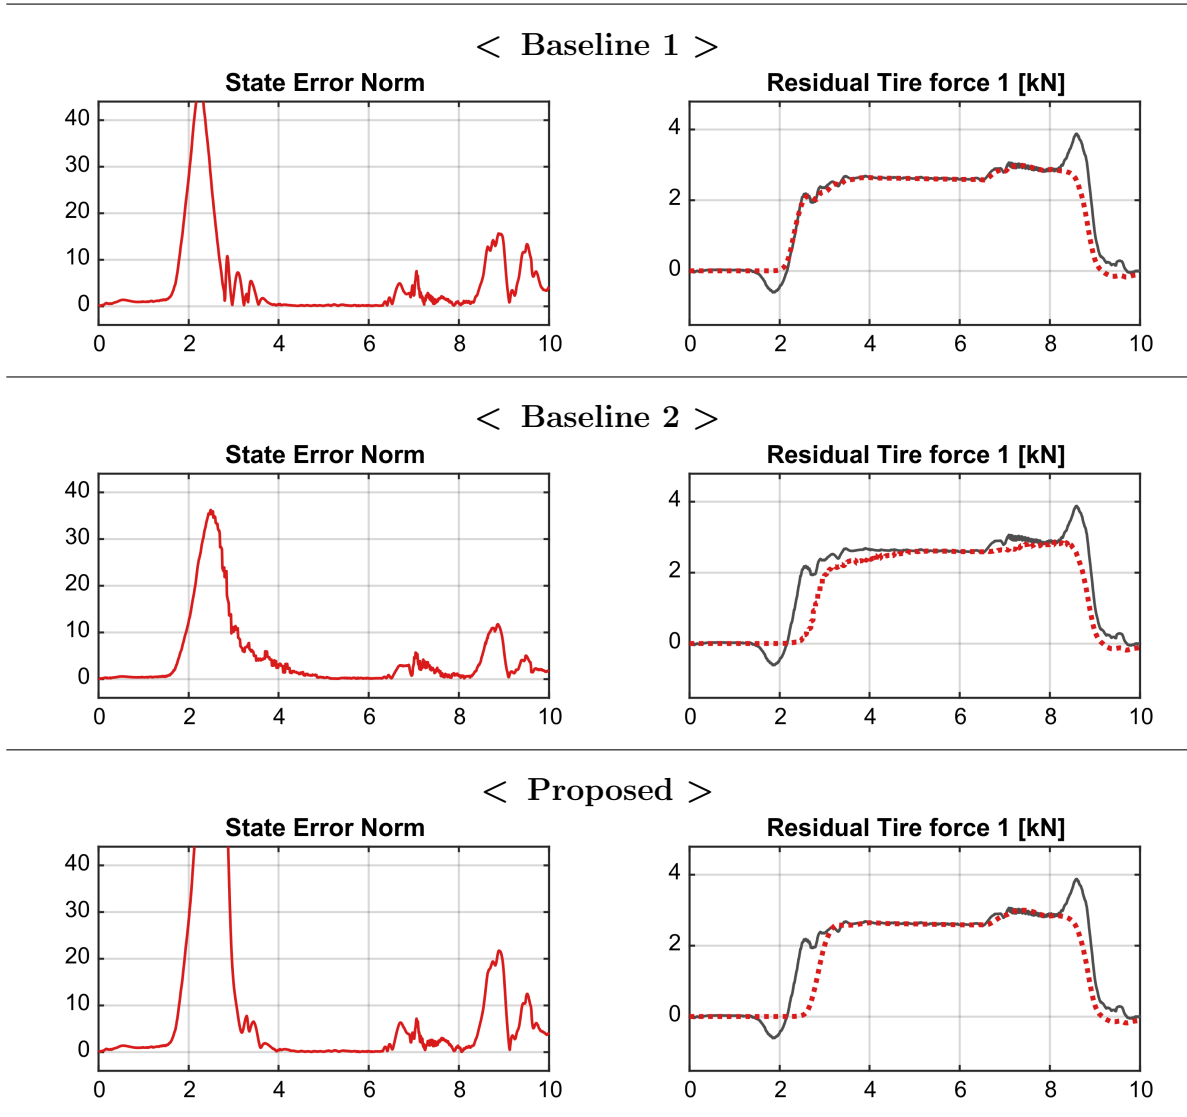 < Baseline 1 >
State Error Norm
Residual Tire force 1 [kN]
40
30
20
10
0
0 2 4 6 8 10
4
2
0
0 2 4 6 8 10
< Baseline 2 >
State Error Norm
Residual Tire force 1 [kN]
40
30
20
10
0
0 2 4 6 8 10
4
2
0
0 2 4 6 8 10
< Proposed >
State Error Norm
Residual Tire force 1 [kN]
40
30
20
10
0
0 2 4 6 8 10
4
2
0
0 2 4 6 8 10